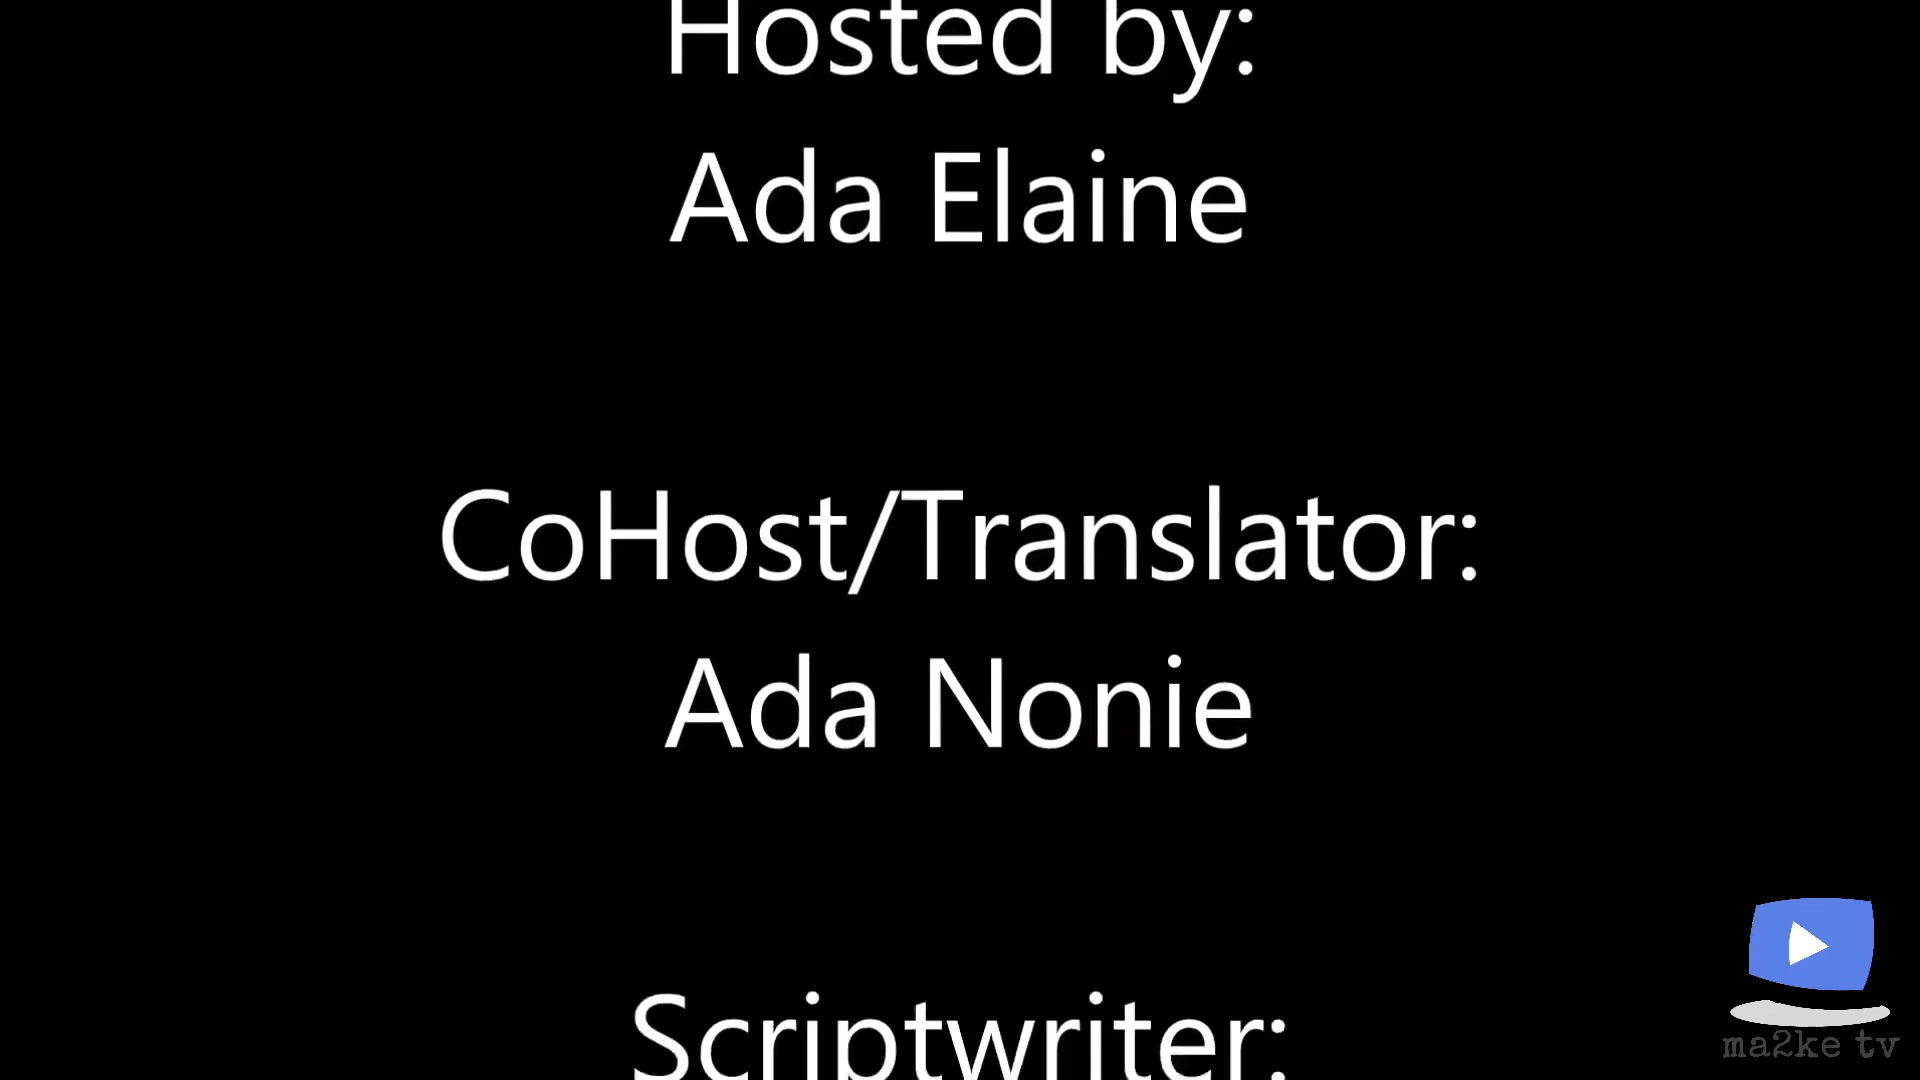 Hosted by:
Ada Elaine
CoHost/Translator:
Ada Nonie
Scriptwriter:
ma2ke tv